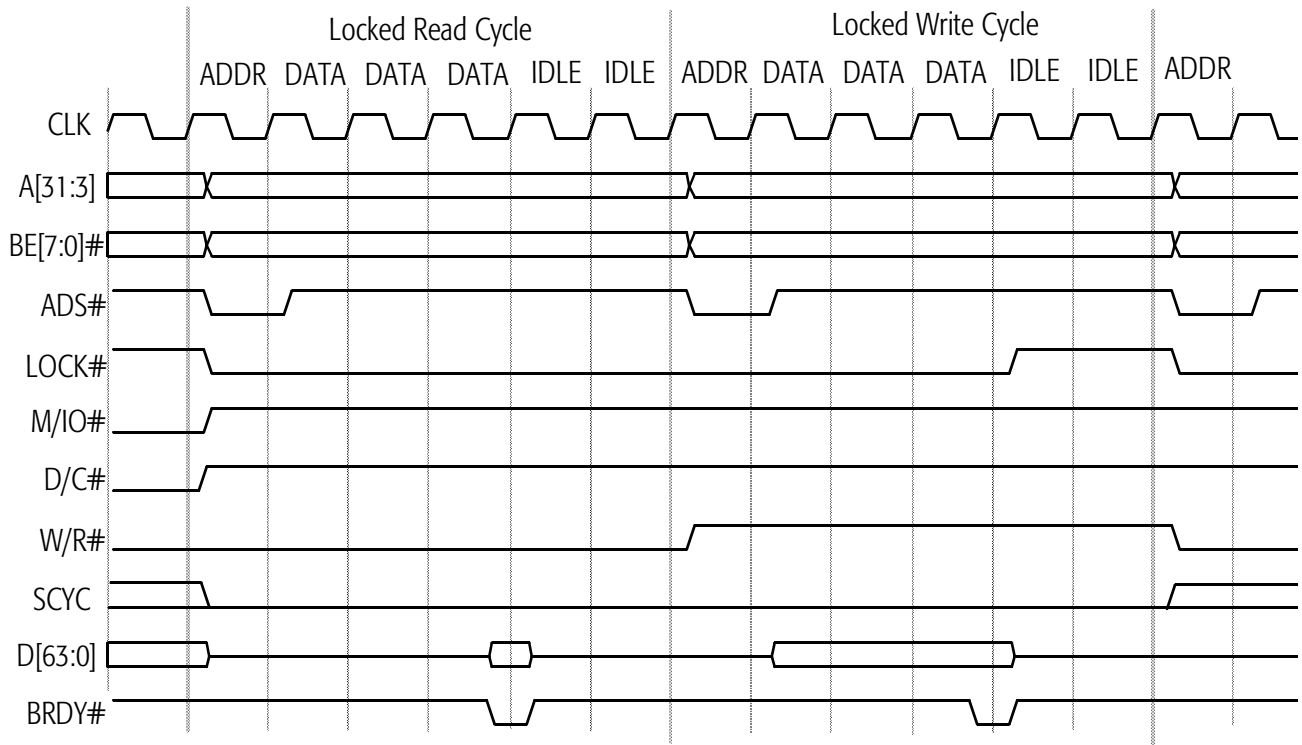 Locked Read Cycle Locked Write Cycle
ADDR DATA DATA DATA IDLE IDLE ADDR DATA DATA DATA IDLE IDLE ADDR
CLK
A[31:3]
BE[7:0]#
ADS#
LOCK#
M/IO#
D/C#
W/R#
SCYC
D[63:0]
BRDY#